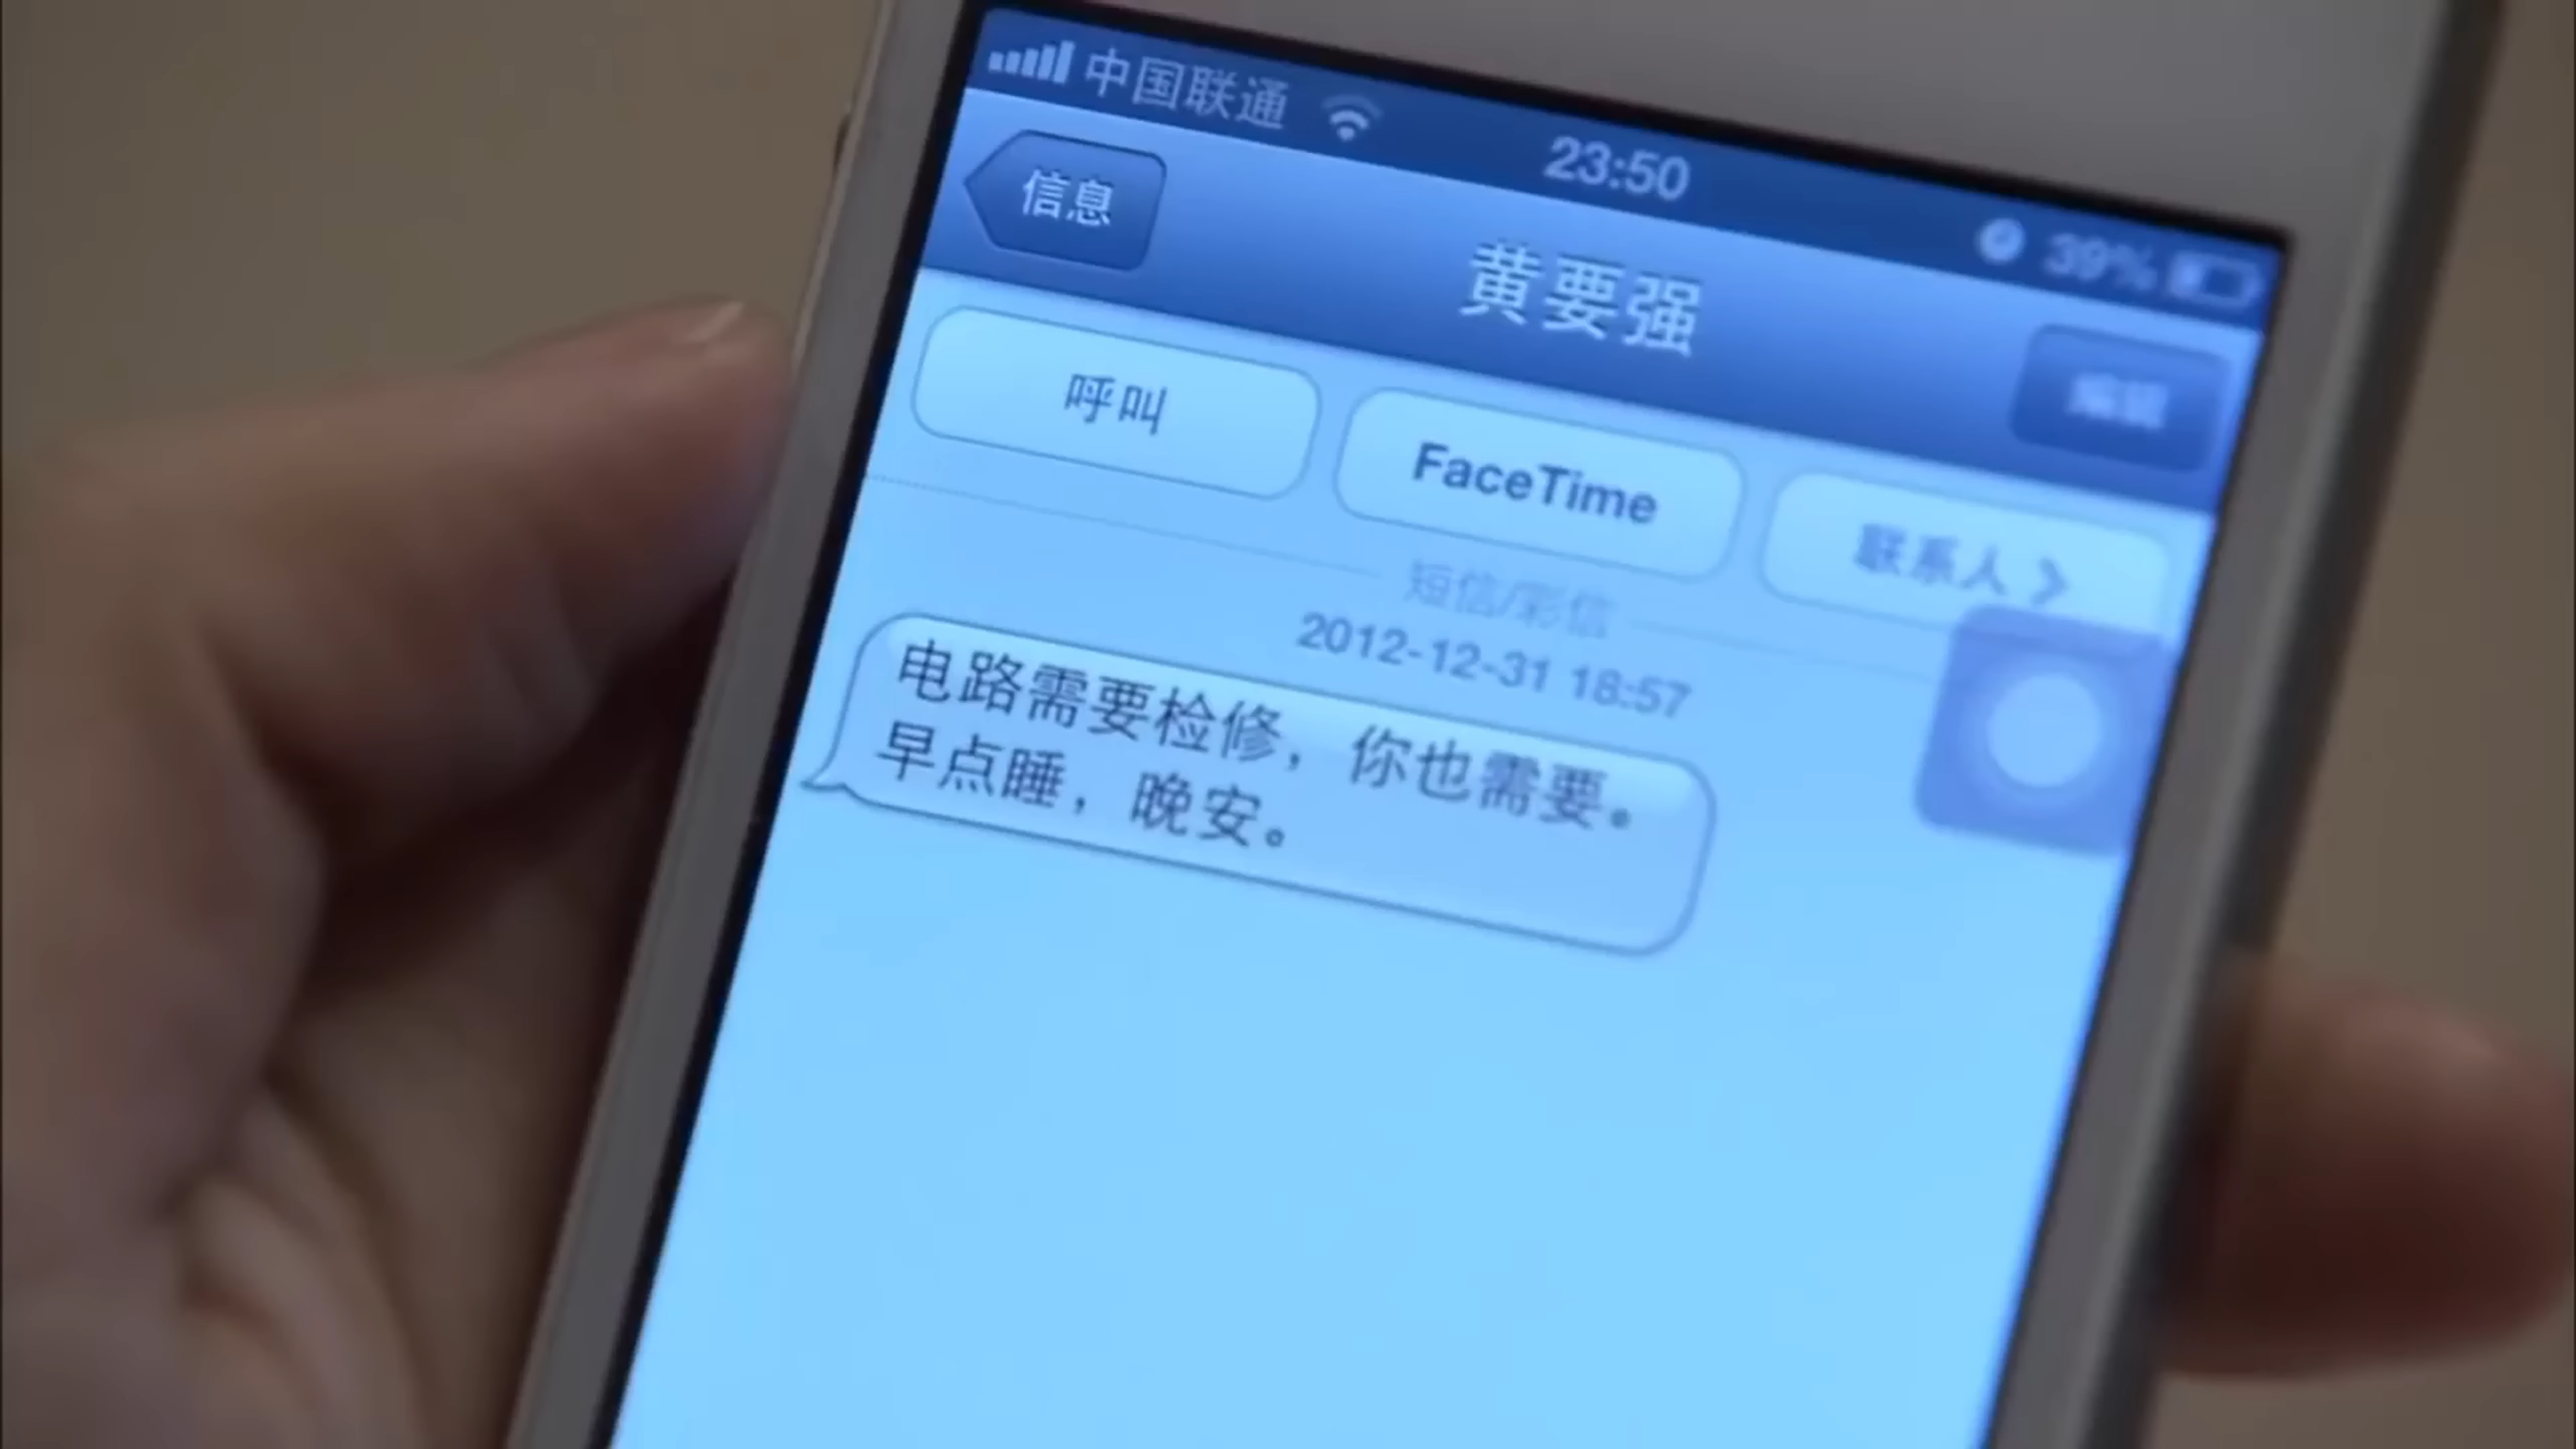 中国联通 23:50 39%
信息 黄要强 编辑
呼叫 FaceTime 联系人
短信/彩信
2012-12-31 18:57
电路需要检修，你也需要。
早点睡，晚安。